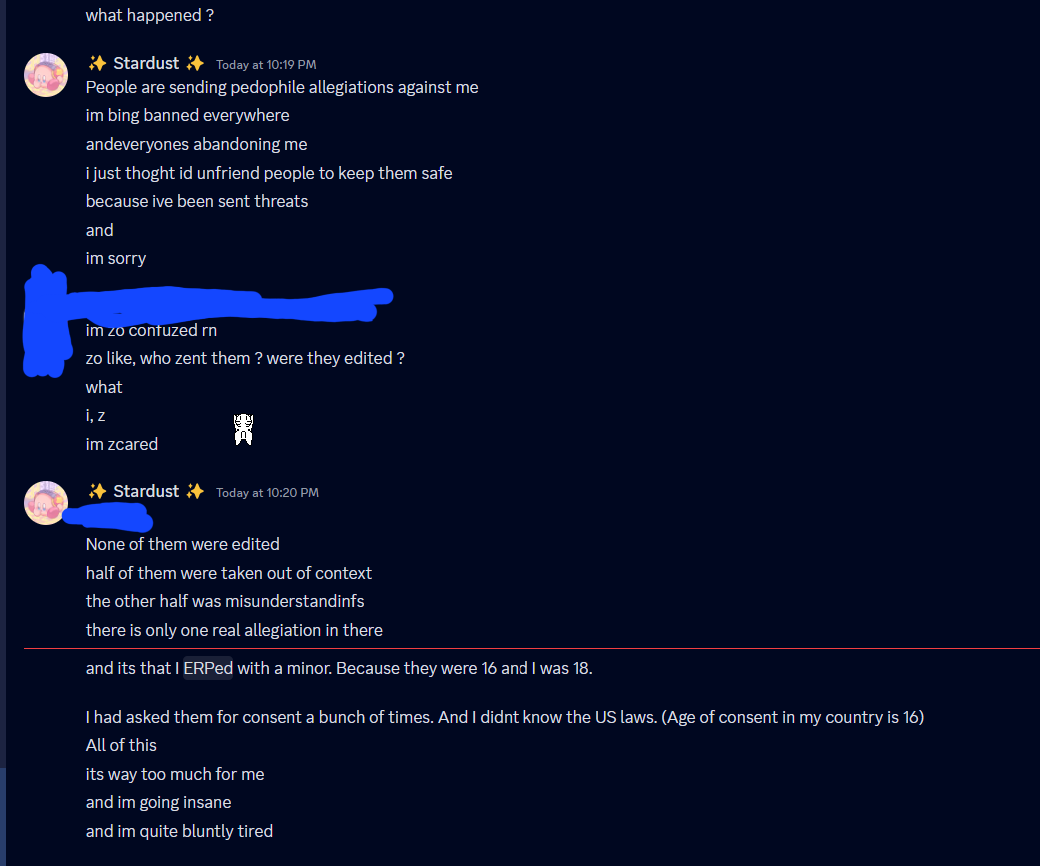 what happened ?
✨ Stardust ✨ Today at 10:19 PM
People are sending pedophile allegiations against me
im bing banned everywhere
andeveryones abandoning me
i just thoght id unfriend people to keep them safe
because ive been sent threats
and
im sorry
im zo confuzed rn
zo like, who zent them ? were they edited ?
what
i, z
im zcared
✨ Stardust ✨ Today at 10:20 PM
None of them were edited
half of them were taken out of context
the other half was misunderstandinfs
there is only one real allegiation in there
and its that I ERPed with a minor. Because they were 16 and I was 18.
I had asked them for consent a bunch of times. And I didnt know the US laws. (Age of consent in my country is 16)
All of this
its way too much for me
and im going insane
and im quite bluntly tired